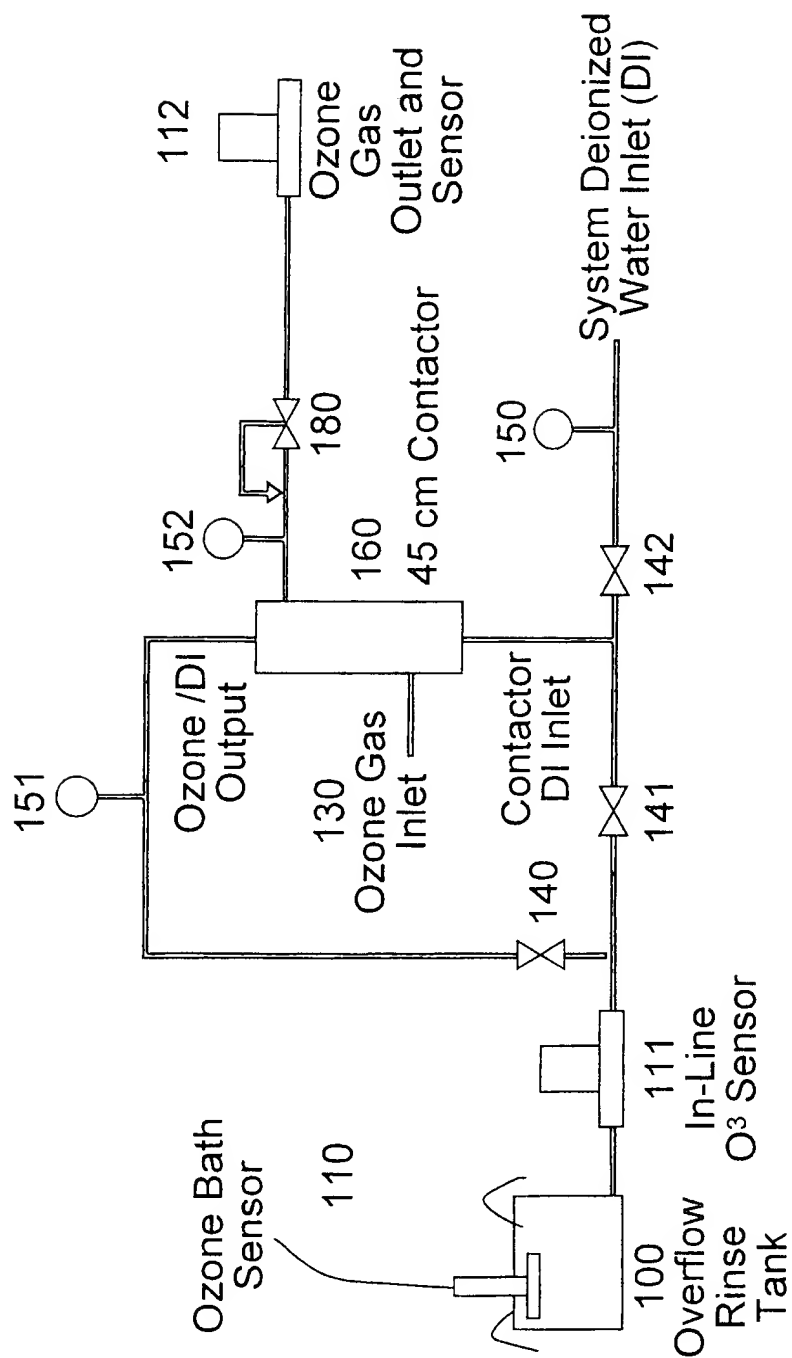 112
Ozone
Gas
Outlet and
Sensor
180
152
160
45 cm Contactor
System Deionized
Water Inlet (DI)
150
142
151
Ozone /DI
Output
130
Ozone Gas
Inlet
Contactor
DI Inlet
141
140
Ozone Bath
Sensor
110
111
In-Line
O³ Sensor
100
Overflow
Rinse
Tank